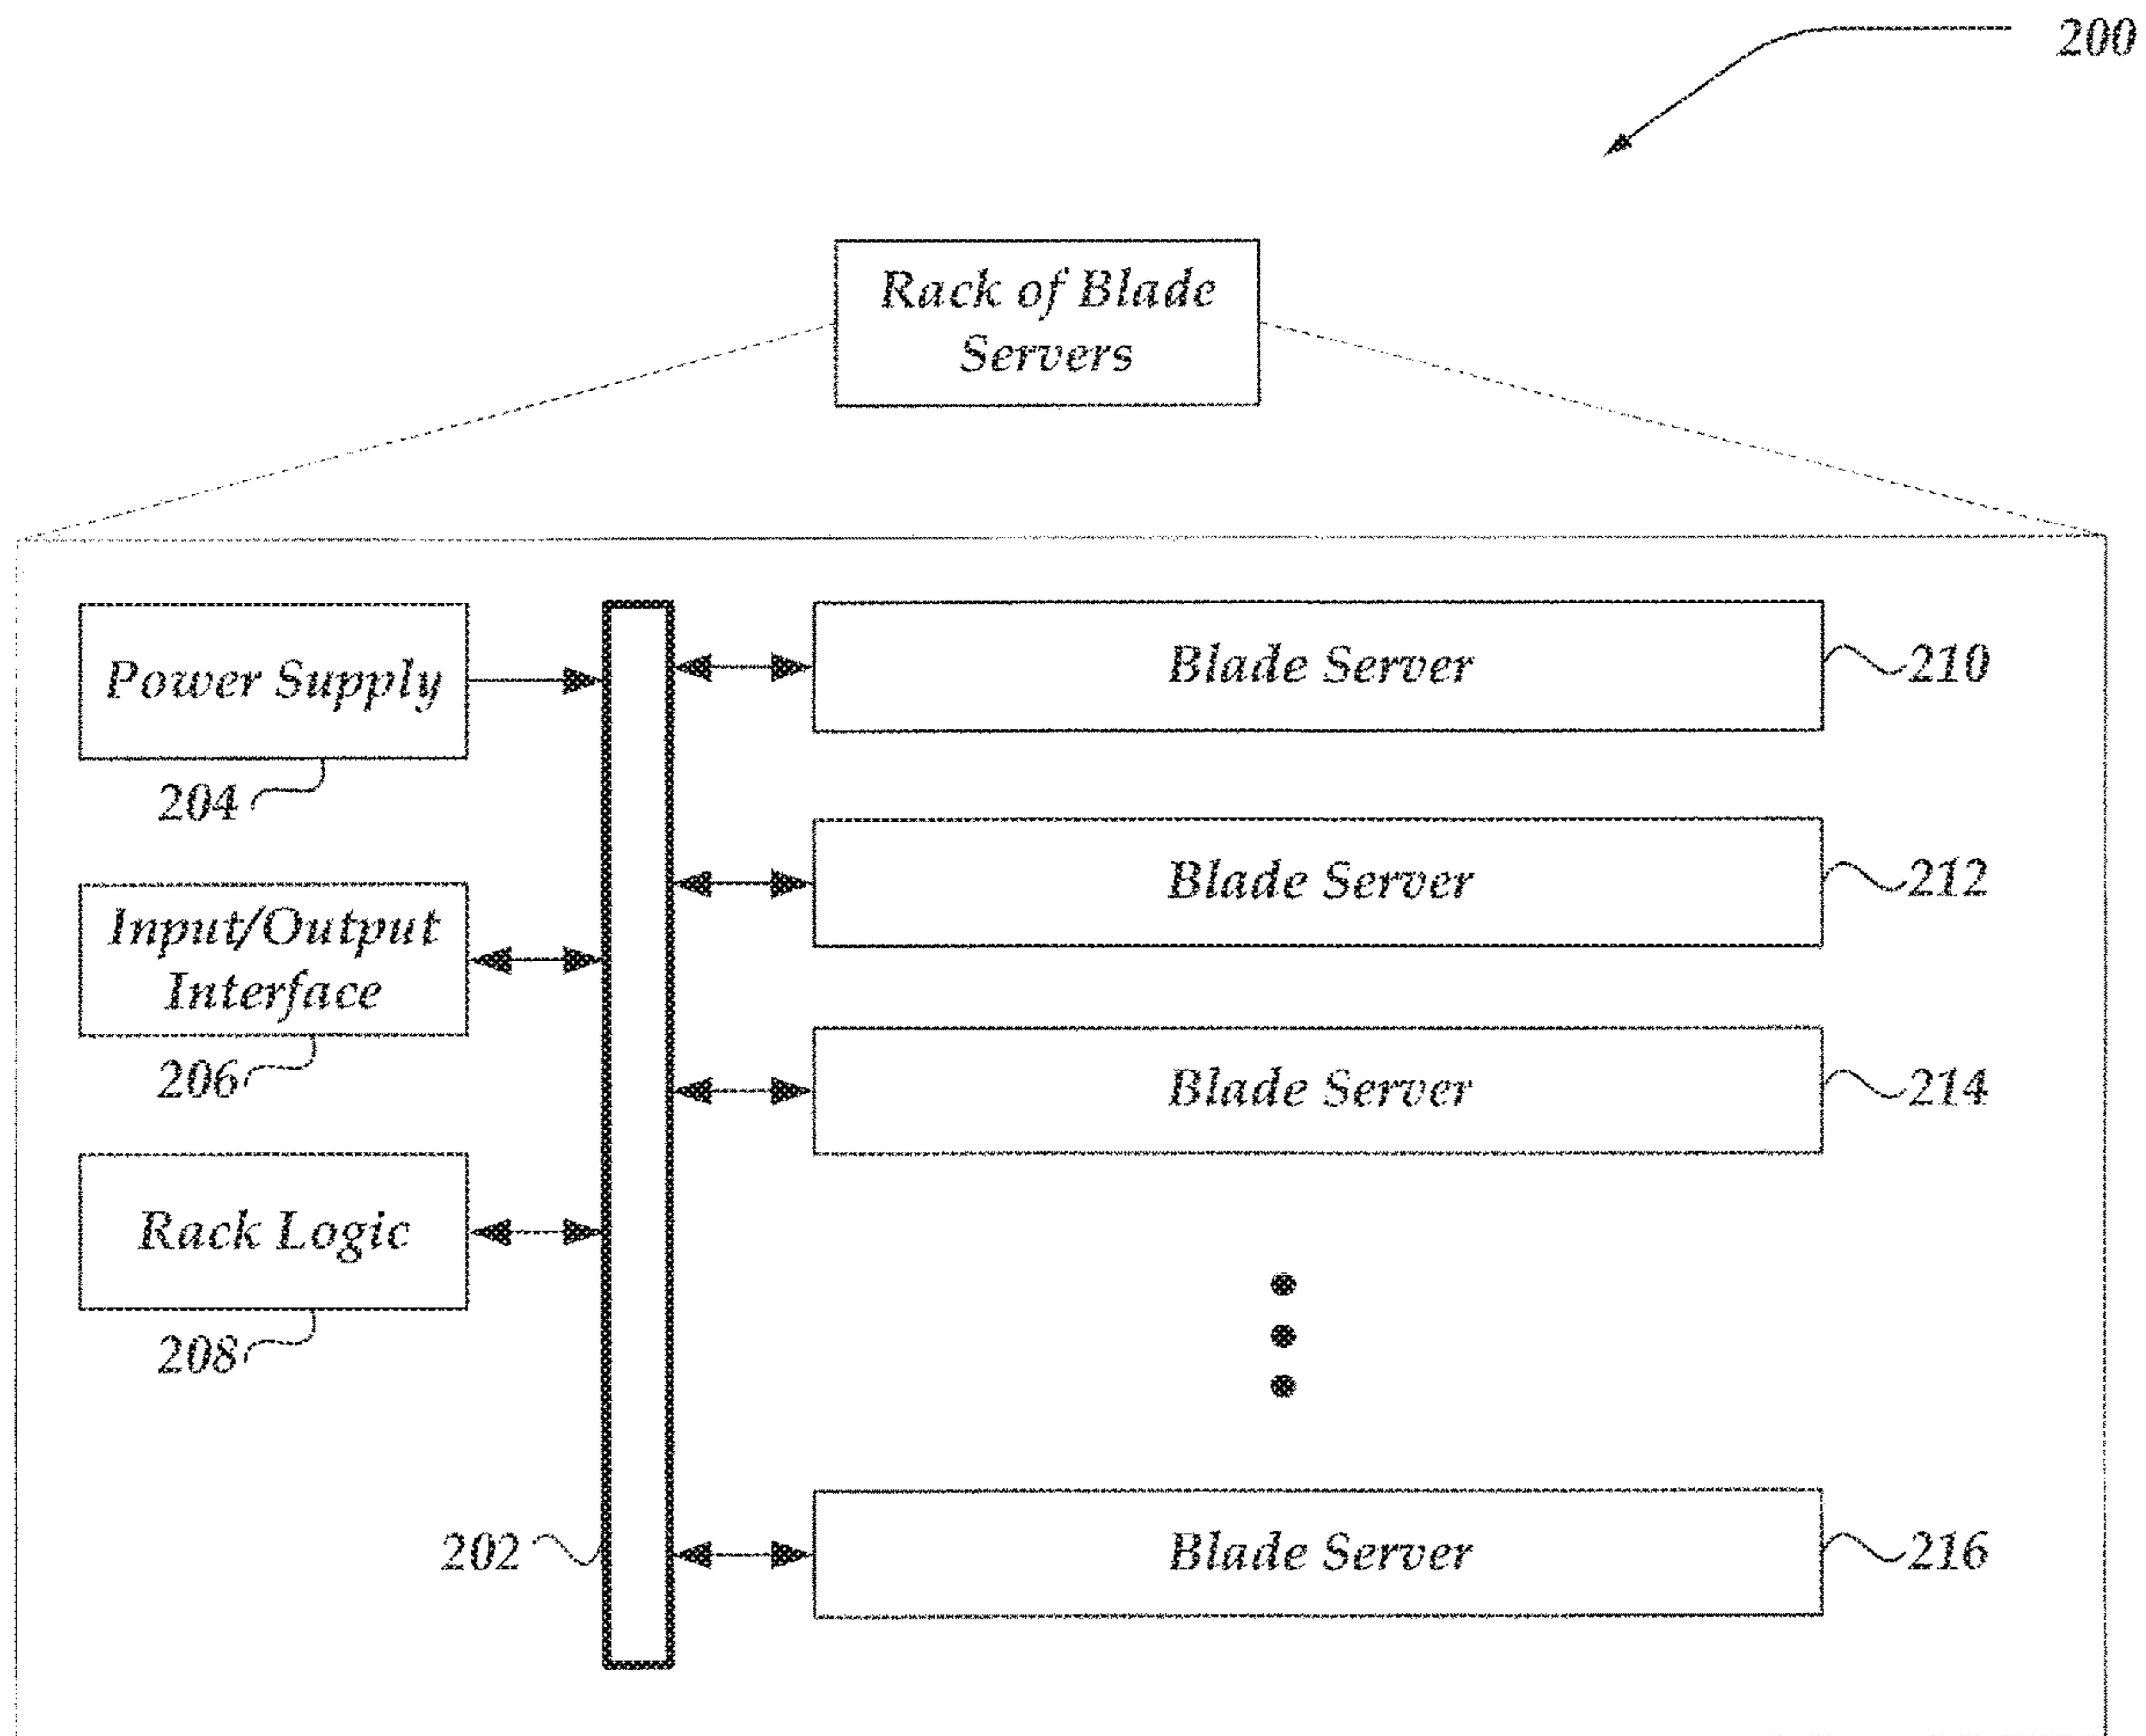 200
Rack of Blade
Servers
Power Supply
204
Input/Output
Interface
206
Rack Logic
208
202
Blade Server
210
Blade Server
212
Blade Server
214
Blade Server
216